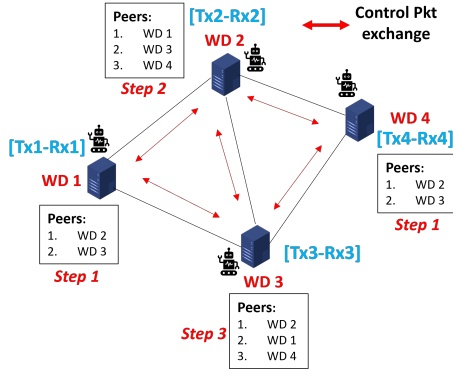 Peers:
1. WD 1
2. WD 3
3. WD 4
Step 2
[Tx2-Rx2]
WD 2
Control Pkt
exchange
[Tx1-Rx1]
WD 1
WD 4
[Tx4-Rx4]
Peers:
1. WD 2
2. WD 3
Step 1
Peers:
1. WD 2
2. WD 3
Step 1
[Tx3-Rx3]
WD 3
Step 3
Peers:
1. WD 2
2. WD 1
3. WD 4